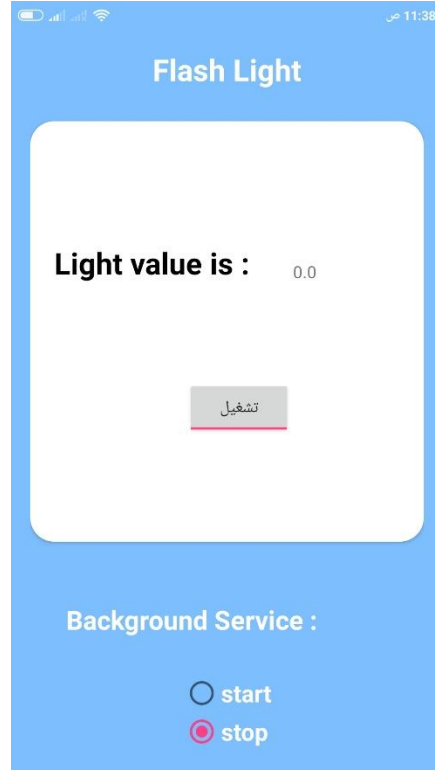 11:38 ص
Flash Light
Light value is : 0.0
تشغيل
Background Service :
start
stop